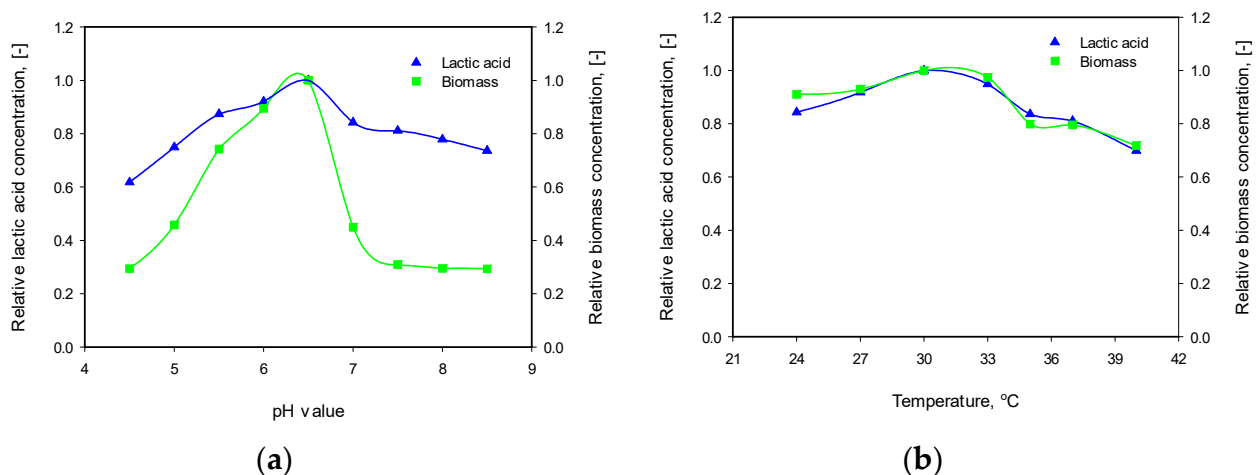 Relative lactic acid concentration, [-]
1.2
1.0
0.8
0.6
0.4
0.2
0.0
Lactic acid
Biomass
1.2
1.0
0.8
0.6
0.4
0.2
0.0
Relative biomass concentration, [-]
4 5 6 7 8 9
pH value
(a)
Relative lactic acid concentration, [-]
1.2
1.0
0.8
0.6
0.4
0.2
0.0
Lactic acid
Biomass
1.2
1.0
0.8
0.6
0.4
0.2
0.0
Relative biomass concentration, [-]
21 24 27 30 33 36 39 42
Temperature, °C
(b)